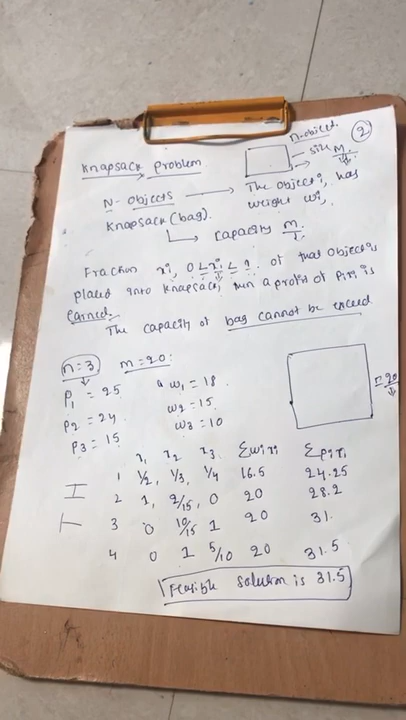 n-object.
2
size M
Knapsack problem
N- objects → The object i, has
weight wi,
Knapsack (bag).
capacity M
Fraction xi, 0 ≤ xi ≤ 1 of that object is
placed into knapsack, then a profit of pixi is
Earned.
The capacity of bag cannot be exceed
n=3 m=20:
P1 = 25 w1 = 18
P2 = 24 w2 = 15
P3 = 15 w3 = 10
x1 x2 x3 Σwixi Σpixi
1 1/2, 1/3, 1/4 16.5 24.25
2 1, 2/15, 0 20 28.2
3 0 10/15 1 20 31.
4 0 1 5/10 20 31.5
Feasible solution is 31.5